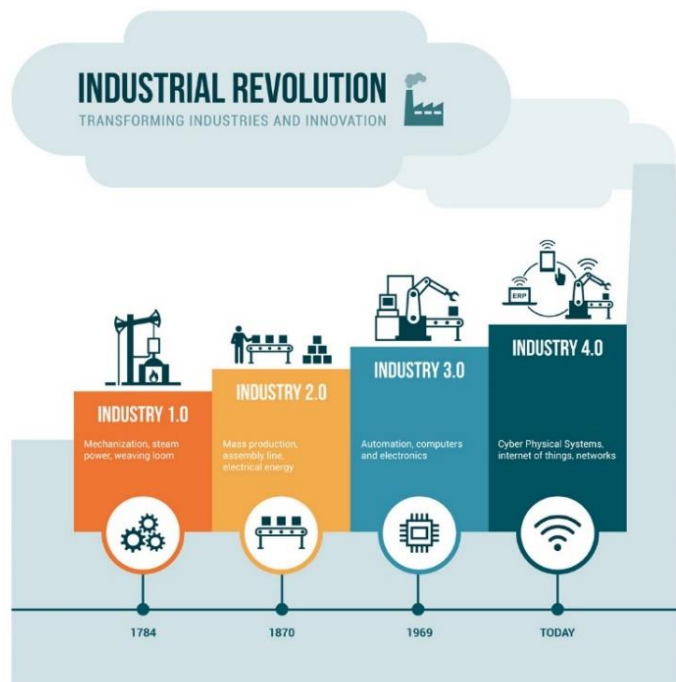 INDUSTRIAL REVOLUTION
TRANSFORMING INDUSTRIES AND INNOVATION
ERP
INDUSTRY 1.0
Mechanization, steam
power, weaving loom
INDUSTRY 2.0
Mass production,
assembly line,
electrical energy
INDUSTRY 3.0
Automation, computers
and electronics
INDUSTRY 4.0
Cyber Physical Systems,
internet of things, networks
1784
1870
1969
TODAY